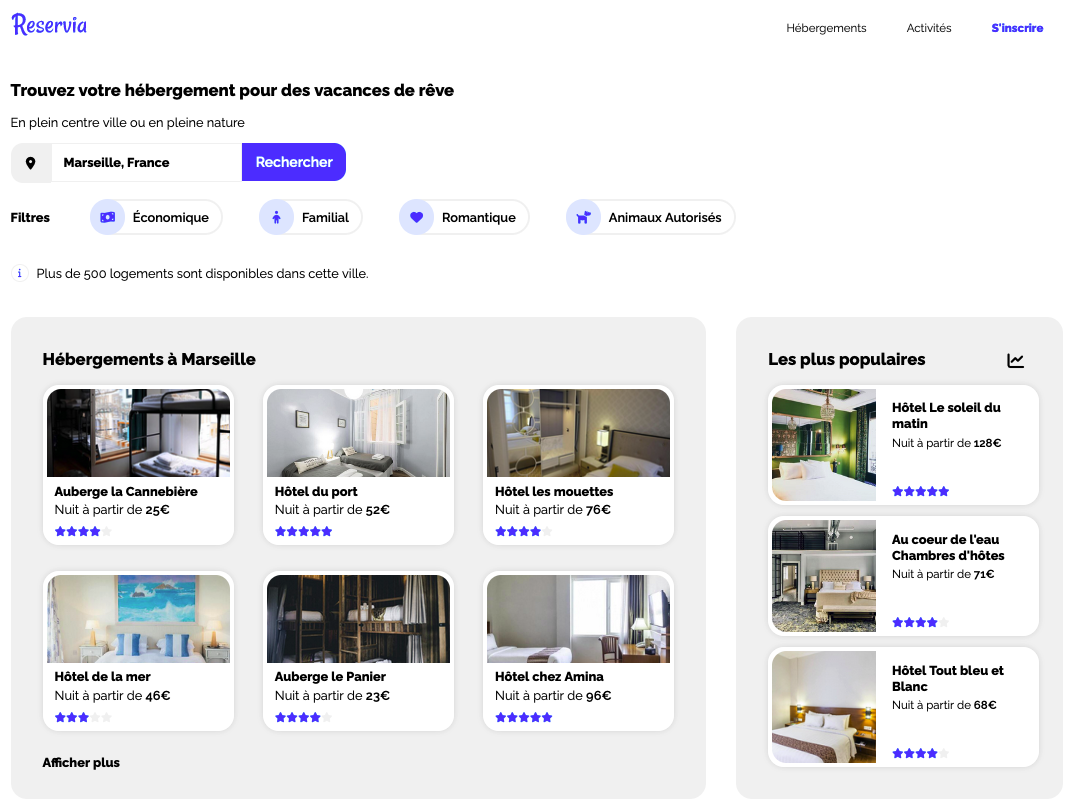 Reservia
Hébergements
Activités
S'inscrire
Trouvez votre hébergement pour des vacances de rêve
En plein centre ville ou en pleine nature
Marseille, France
Rechercher
Filtres
Économique
Familial
Romantique
Animaux Autorisés
i
Plus de 500 logements sont disponibles dans cette ville.
Hébergements à Marseille
Auberge la Cannebière
Nuit à partir de 25€
Hôtel du port
Nuit à partir de 52€
Hôtel les mouettes
Nuit à partir de 76€
Hôtel de la mer
Nuit à partir de 46€
Auberge le Panier
Nuit à partir de 23€
Hôtel chez Amina
Nuit à partir de 96€
Afficher plus
Les plus populaires
Hôtel Le soleil du
matin
Nuit à partir de 128€
Au coeur de l'eau
Chambres d'hôtes
Nuit à partir de 71€
Hôtel Tout bleu et
Blanc
Nuit à partir de 68€